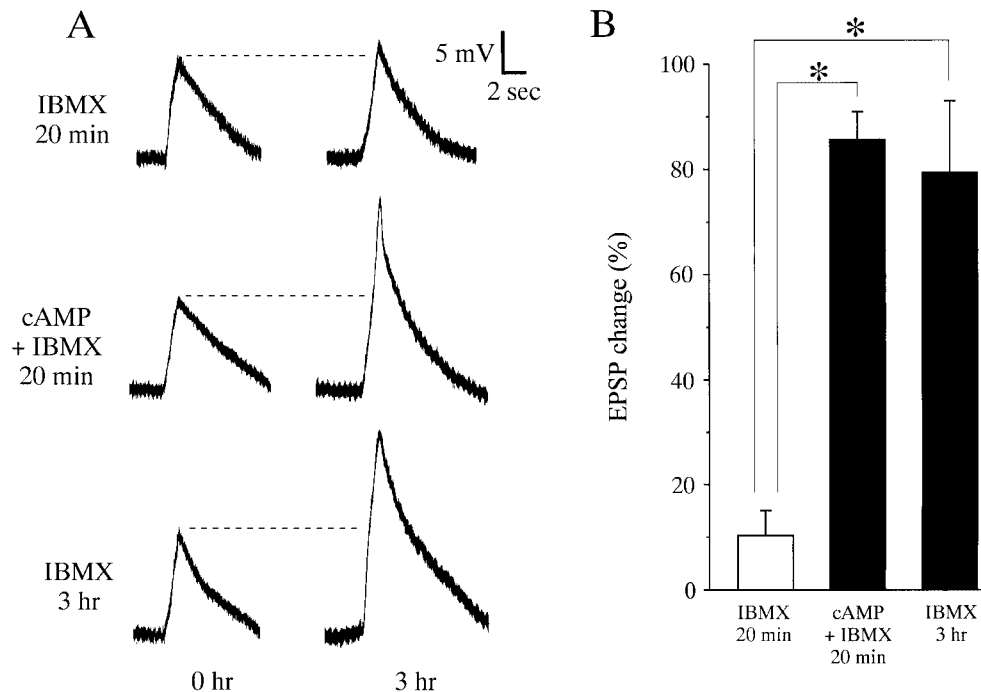 A
5 mV
2 sec
IBMX
20 min
cAMP
+ IBMX
20 min
IBMX
3 hr
0 hr
3 hr
B
*
*
EPSP change (%)
100
80
60
40
20
0
IBMX
20 min
cAMP
+ IBMX
20 min
IBMX
3 hr